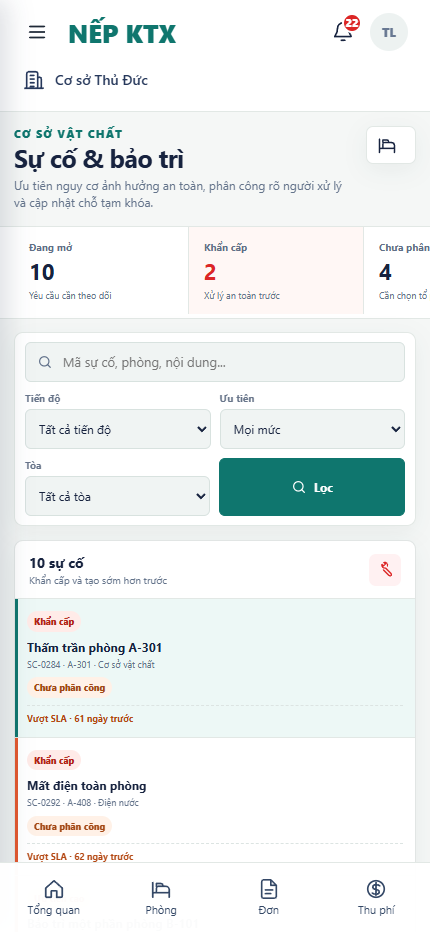 NẾP KTX
22
TL
Cơ sở Thủ Đức
CƠ SỞ VẬT CHẤT
Sự cố & bảo trì
Ưu tiên nguy cơ ảnh hưởng an toàn, phân công rõ người xử lý
và cập nhật chỗ tạm khóa.
Đang mở
10
Yêu cầu cần theo dõi
Khẩn cấp
2
Xử lý an toàn trước
Chưa phân
4
Cần chọn tổ
Mã sự cố, phòng, nội dung...
Tiến độ
Ưu tiên
Tất cả tiến độ
Mọi mức
Tòa
Tất cả tòa
Lọc
10 sự cố
Khẩn cấp và tạo sớm hơn trước
Khẩn cấp
Thấm trần phòng A-301
SC-0284 · A-301 · Cơ sở vật chất
Chưa phân công
Vượt SLA · 61 ngày trước
Khẩn cấp
Mất điện toàn phòng
SC-0292 · A-408 · Điện nước
Chưa phân công
Vượt SLA · 62 ngày trước
Tổng quan
Phòng
Đơn
Thu phí